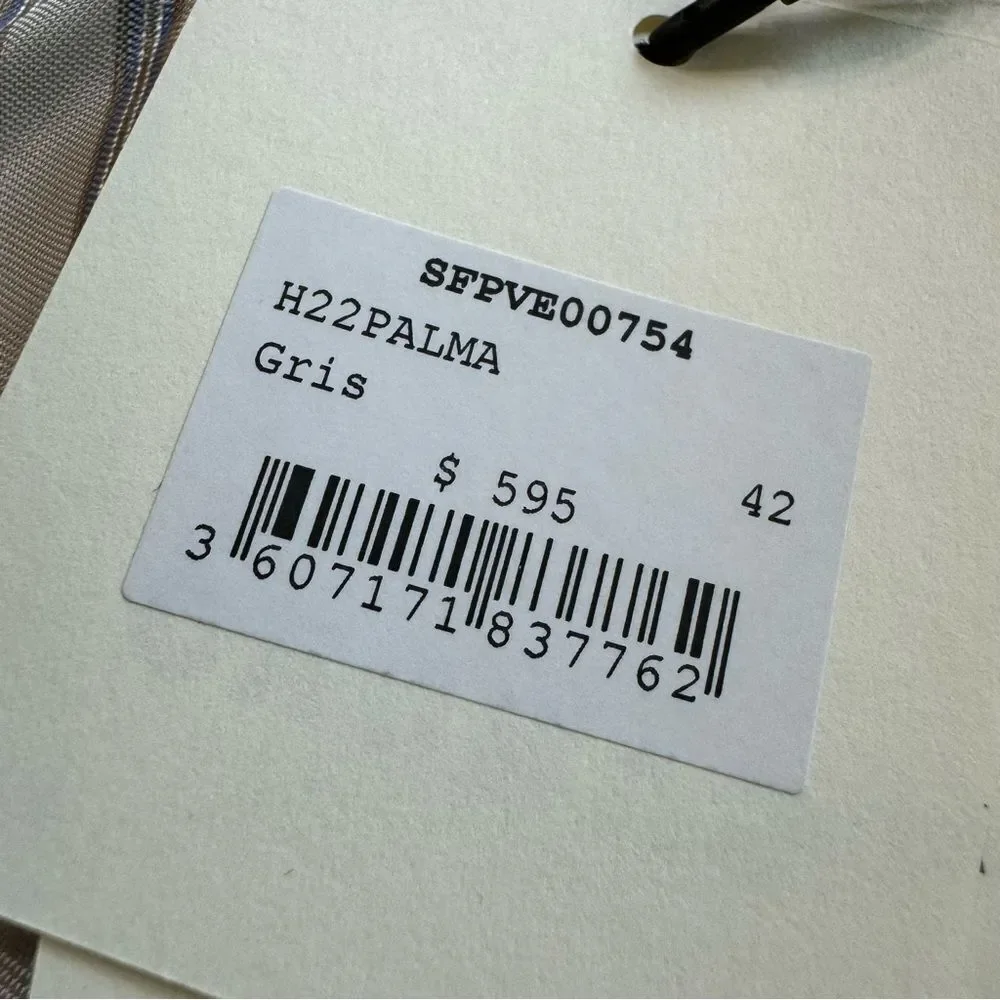 SFPVE00754
H22PALMA
Gris
$ 595 42
3 607171 837762